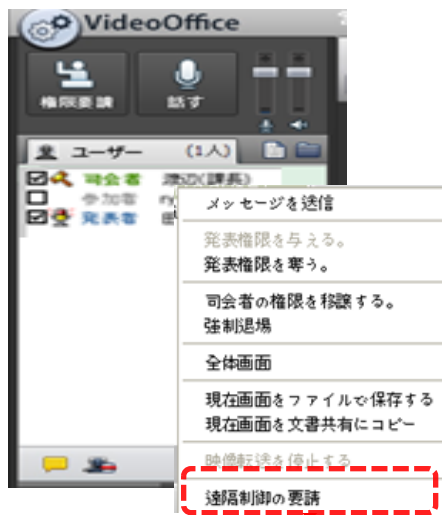 VideoOffice
権限要請
話す
ユーザー (1人)
司会者 渡辺(課長)
参加者
発表者
メッセージを送信
発表権限を与える。
発表権限を奪う。
司会者の権限を移譲する。
強制退場
全体画面
現在画面をファイルで保存する
現在画面を文書共有にコピー
映像転送を停止する
遠隔制御の要請